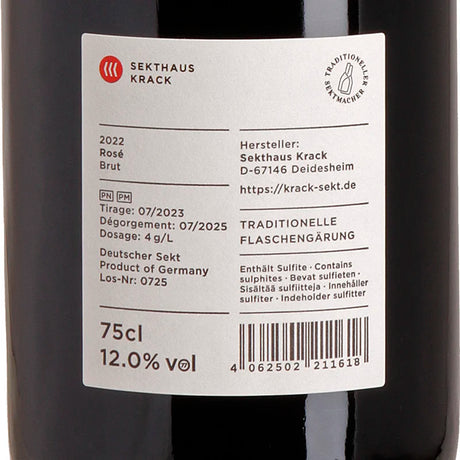 SEKTHAUS
KRACK
TRADITIONELLER
SEKTMACHER
2022
Rosé
Brut
PN PM
Tirage: 07/2023
Dégorgement: 07/2025
Dosage: 4 g/L
Deutscher Sekt
Product of Germany
Los-Nr: 0725
75cl
12.0% vol
Hersteller:
Sekthaus Krack
D-67146 Deidesheim
https://krack-sekt.de
TRADITIONELLE
FLASCHENGÄRUNG
Enthält Sulfite · Contains
sulphites · Bevat sulfieten ·
Sisältää sulfiitteja · Innehåller
sulfiter · Indeholder sulfitter
4 062502 211618